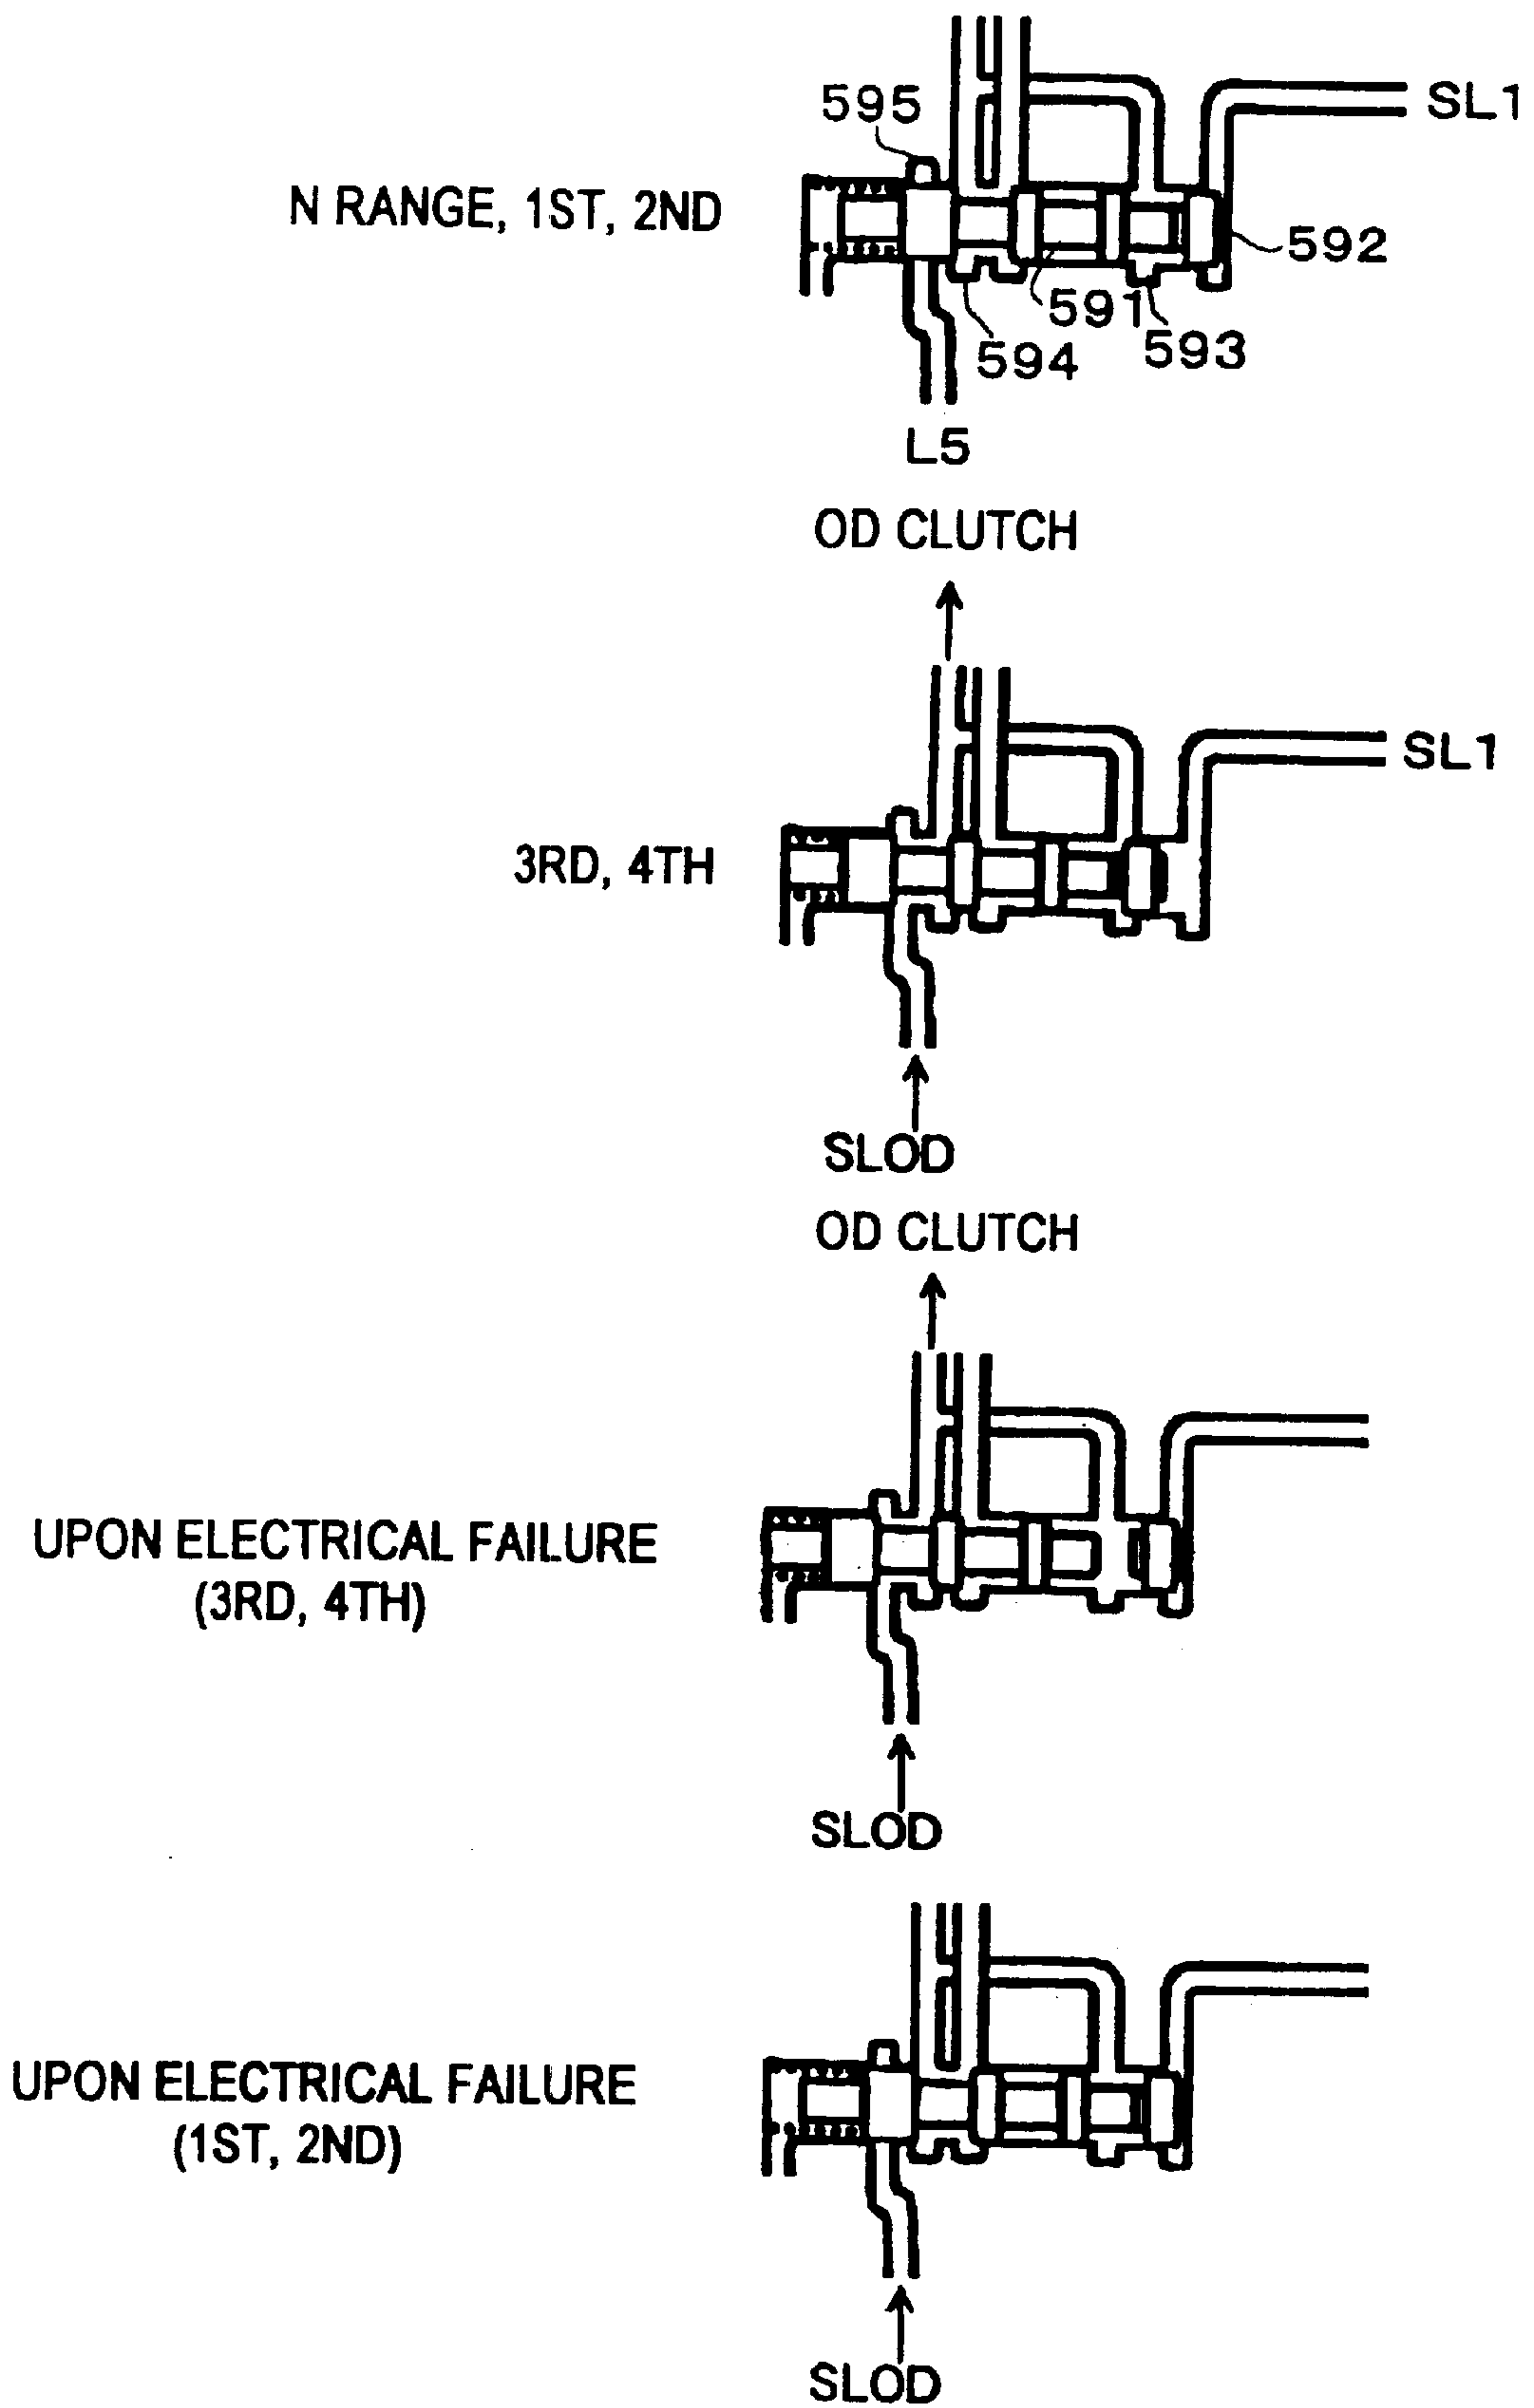 595
SL1
N RANGE, 1ST, 2ND
592
591
594
593
L5
OD CLUTCH
SL1
3RD, 4TH
SLOD
OD CLUTCH
UPON ELECTRICAL FAILURE
(3RD, 4TH)
SLOD
UPON ELECTRICAL FAILURE
(1ST, 2ND)
SLOD